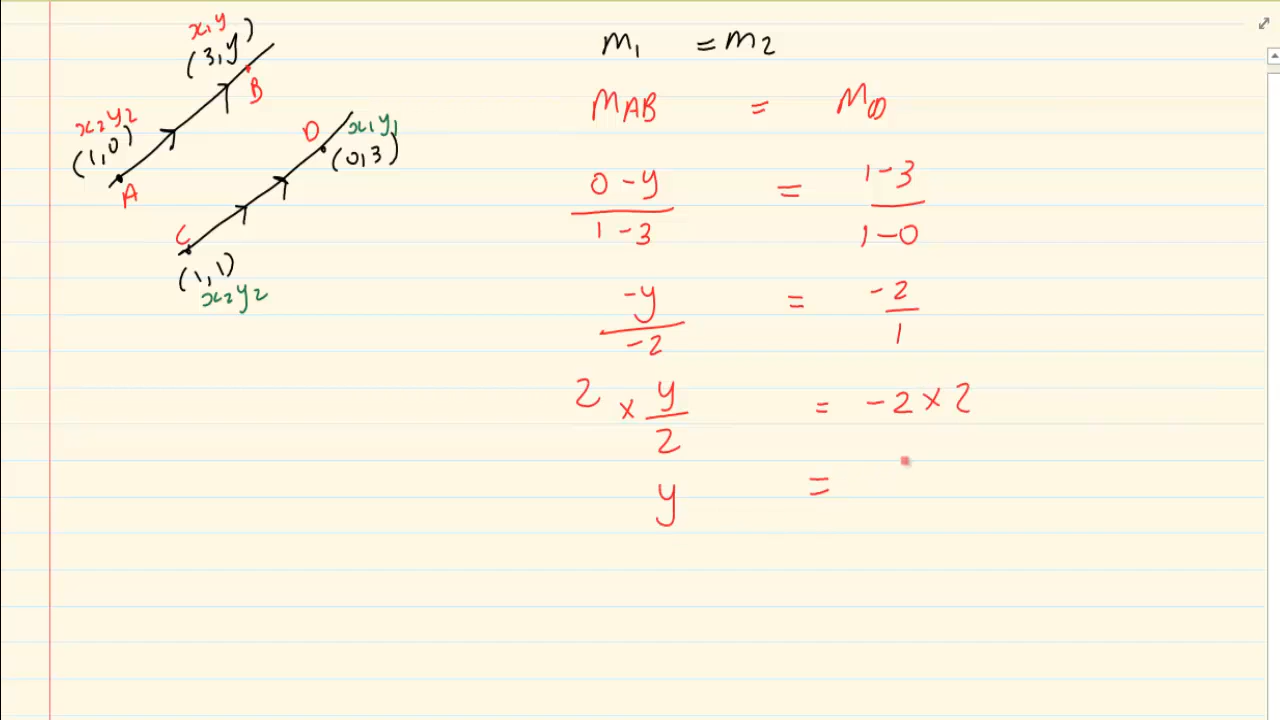 x₁y
(3,y)
B
x₂y₂
(1,0)
A
D
x₁y₁
(0,3)
C
(1,1)
x₂y₂
m₁ = m₂
MAB = MCD
0 - y / 1 - 3 = 1 - 3 / 1 - 0
-y / -2 = -2 / 1
2 × y / 2 = -2 × 2
y =